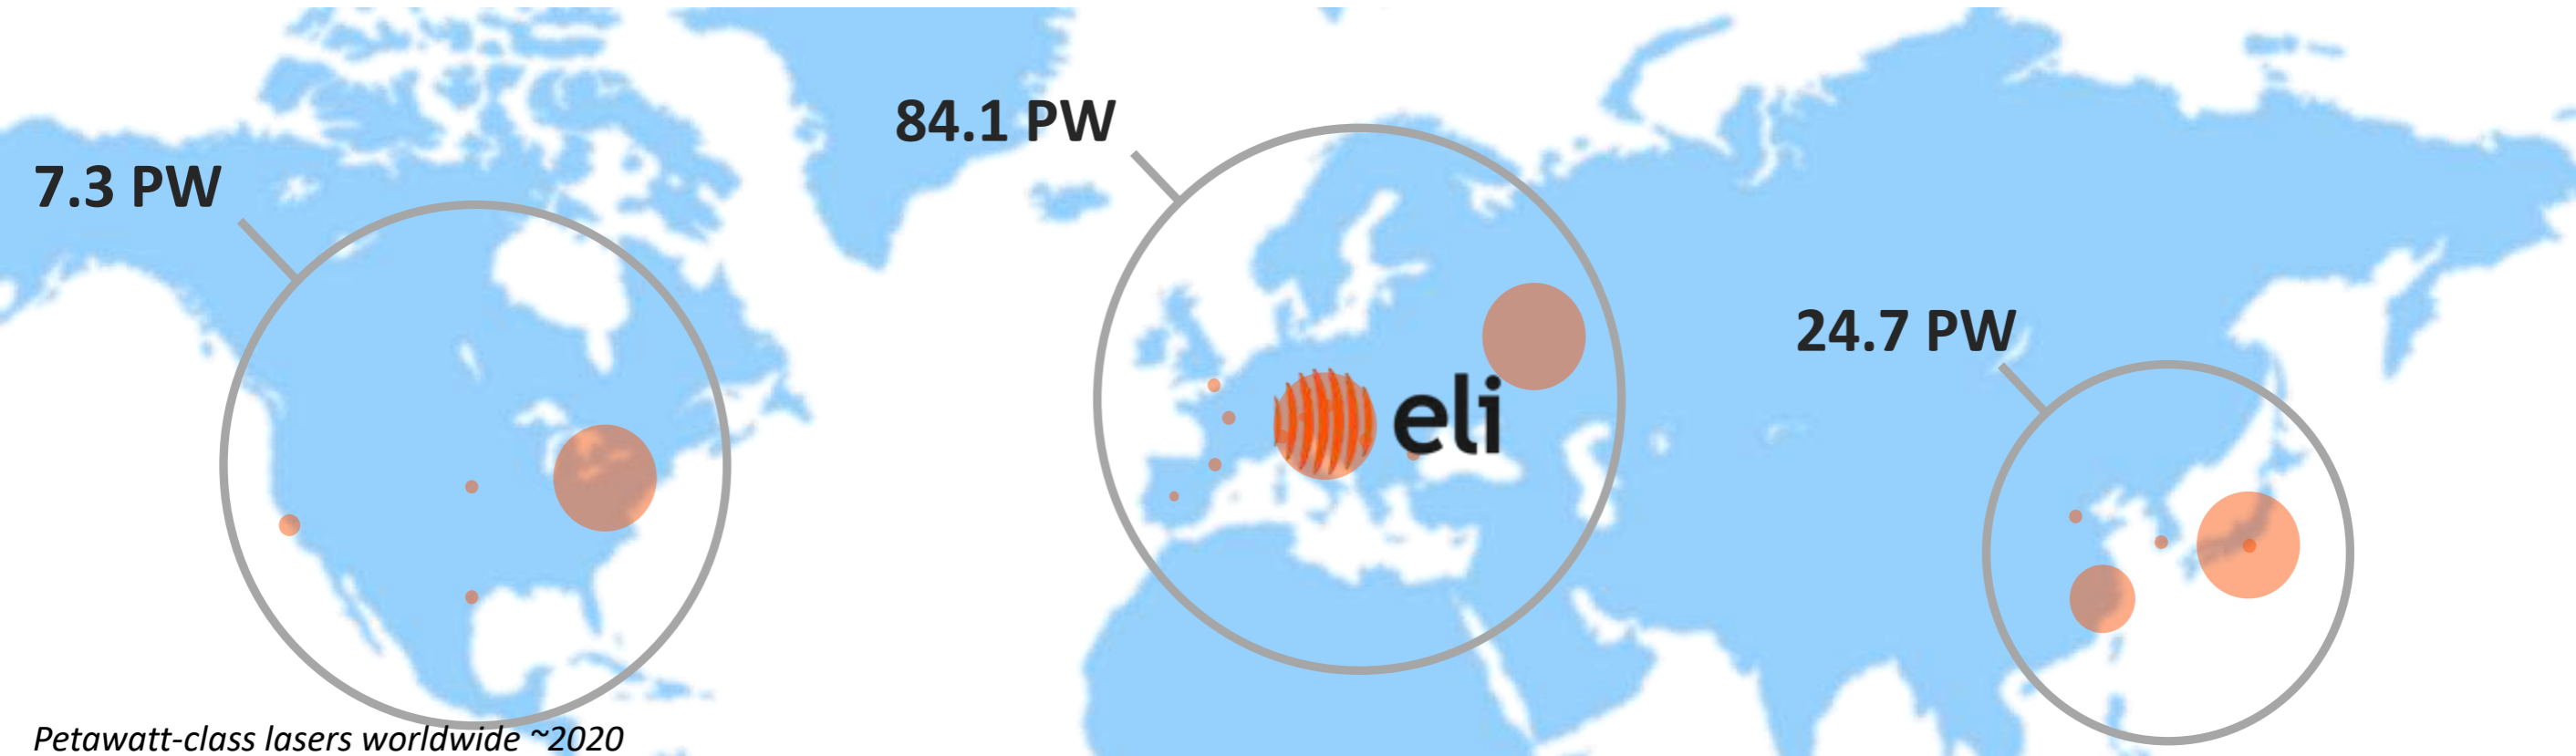 84.1 PW
7.3 PW
24.7 PW
eli
Petawatt-class lasers worldwide ~2020